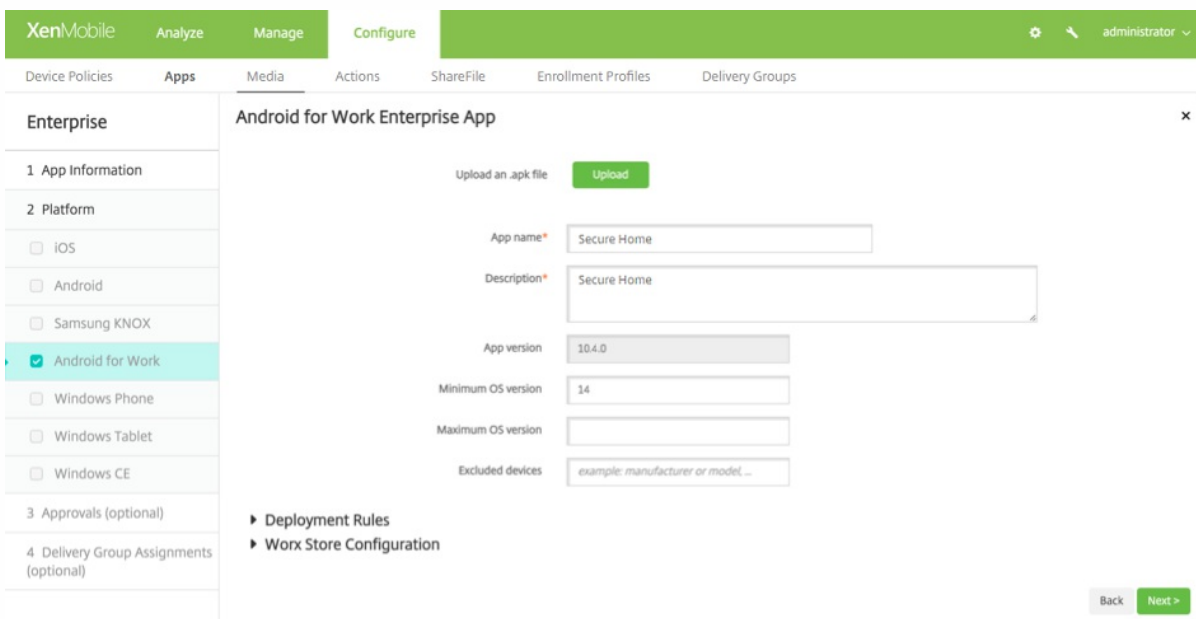 XenMobile Analyze Manage Configure administrator
Device Policies Apps Media Actions ShareFile Enrollment Profiles Delivery Groups
Enterprise
1 App Information
2 Platform
iOS
Android
Samsung KNOX
Android for Work
Windows Phone
Windows Tablet
Windows CE
3 Approvals (optional)
4 Delivery Group Assignments
(optional)
Android for Work Enterprise App
×
Upload an .apk file Upload
App name* Secure Home
Description* Secure Home
App version 10.4.0
Minimum OS version 14
Maximum OS version
Excluded devices example: manufacturer or model, ...
Deployment Rules
Worx Store Configuration
Back Next >